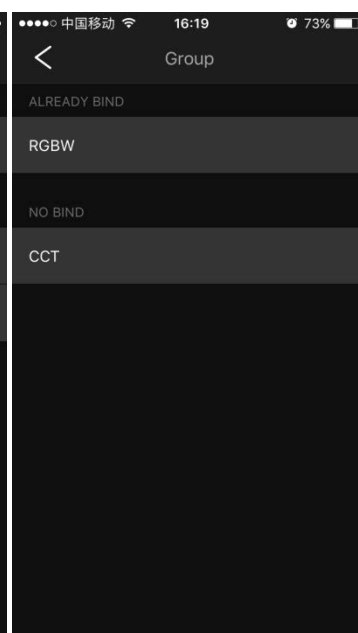 中国移动 16:19 73%
Group
ALREADY BIND
RGBW
NO BIND
CCT